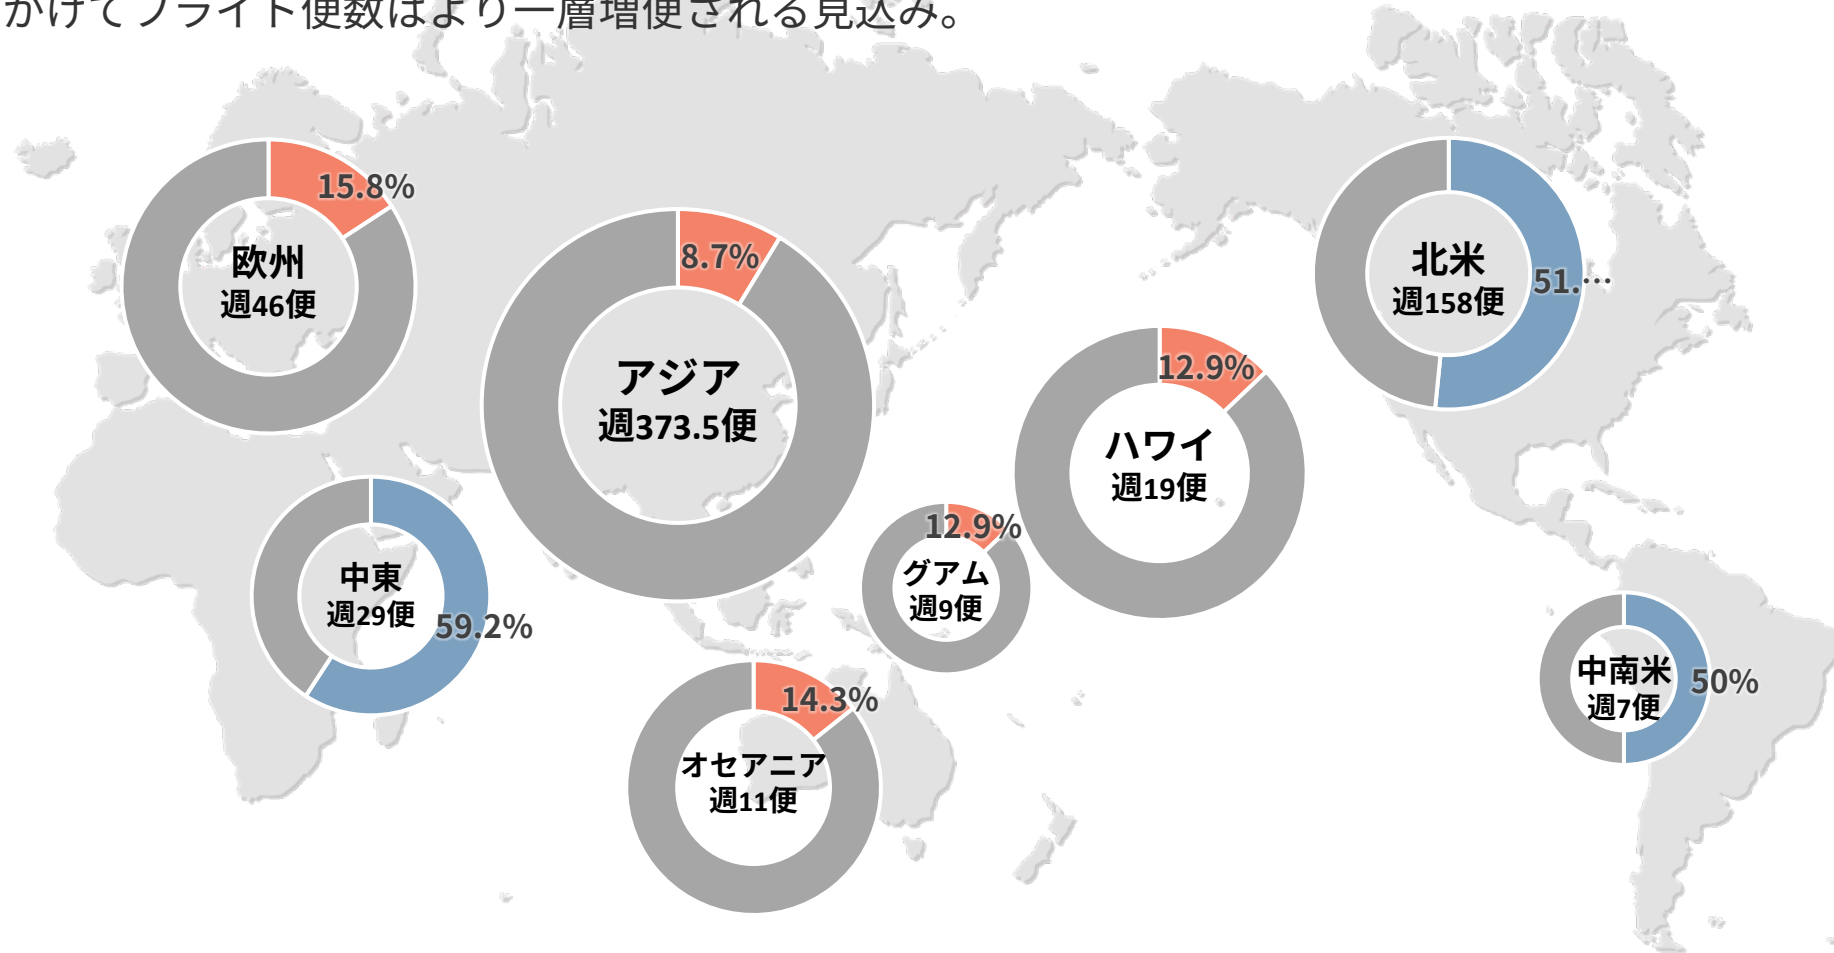 かけてフライト便数はより一層増便される見込み。
15.8%
欧州
週46便
8.7%
アジア
週373.5便
北米
週158便
51.…
12.9%
ハワイ
週19便
12.9%
グアム
週9便
中東
週29便
59.2%
14.3%
オセアニア
週11便
中南米
週7便
50%